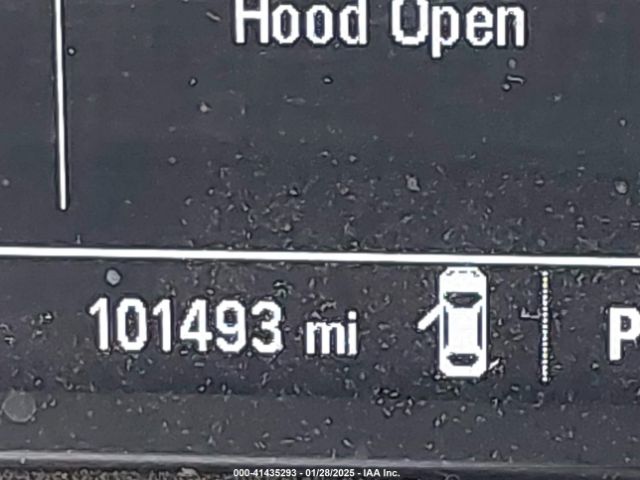 Hood Open
101493 mi
P
000-41435293 - 01/28/2025 - IAA Inc.